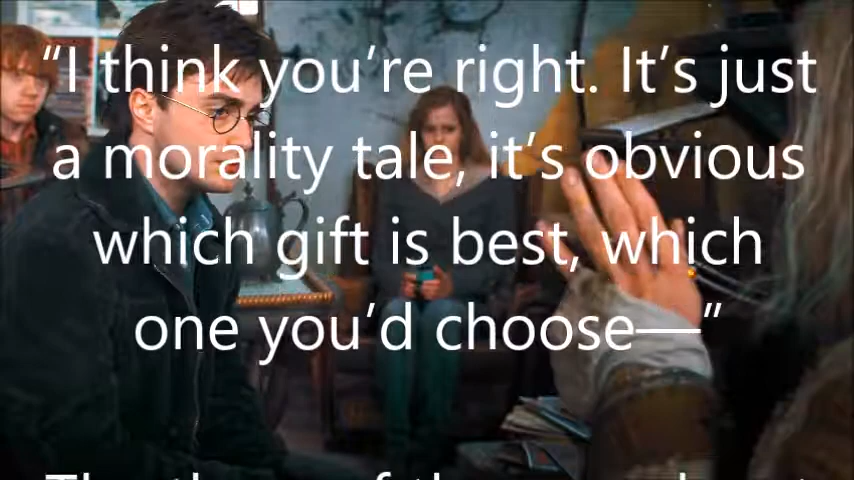 “I think you’re right. It’s just
a morality tale, it’s obvious
which gift is best, which
one you’d choose—”